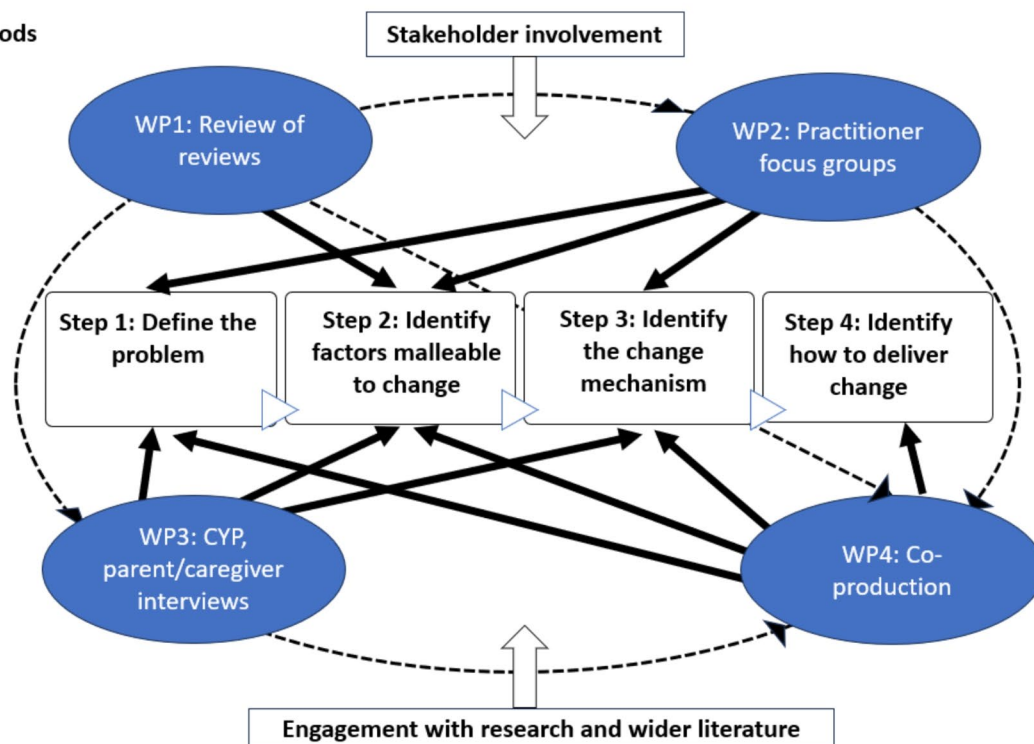 Stakeholder involvement
WP1: Review of
reviews
WP2: Practitioner
focus groups
Step 1: Define the
problem
Step 2: Identify
factors malleable
to change
Step 3: Identify
the change
mechanism
Step 4: Identify
how to deliver
change
WP3: CYP,
parent/caregiver
interviews
WP4: Co-
production
Engagement with research and wider literature